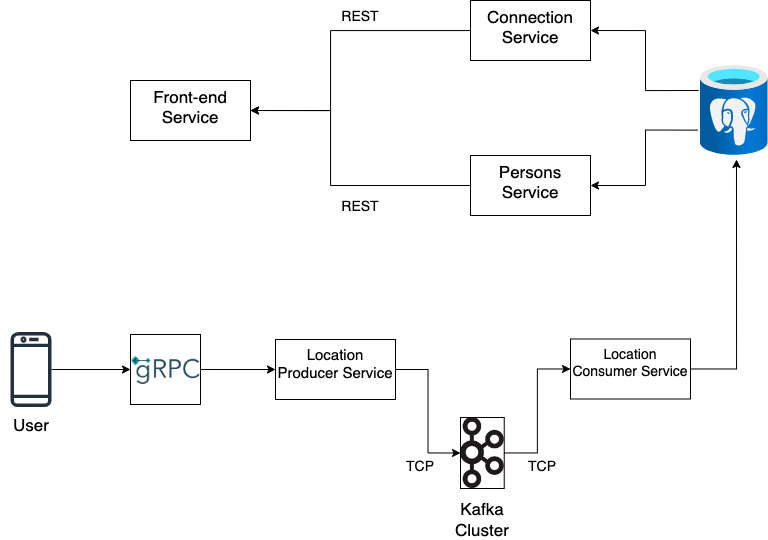 REST
Connection
Service
Front-end
Service
Persons
Service
REST
gRPC
Location
Producer Service
Location
Consumer Service
User
TCP
TCP
Kafka
Cluster